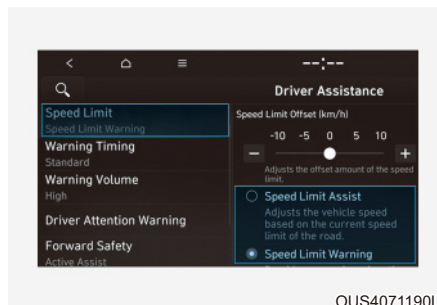 --:--
Driver Assistance
Speed Limit
Speed Limit Warning
Warning Timing
Standard
Warning Volume
High
Driver Attention Warning
Forward Safety
Active Assist
Speed Limit Offset (km/h)
-10 -5 0 5 10
− +
Adjusts the offset amount of the speed
limit.
Speed Limit Assist
Adjusts the vehicle speed
based on the current speed
limit of the road.
Speed Limit Warning
OUS4071190L